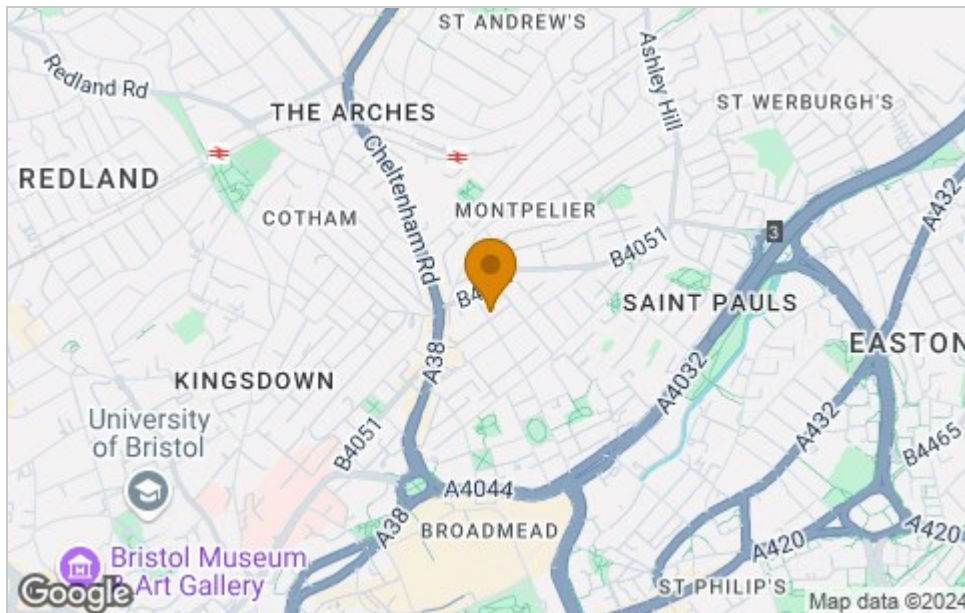 ST ANDREW'S
Redland Rd
Ashley Hill
THE ARCHES
ST WERBURGH'S
Cheltenham Rd
REDLAND
COTHAM
MONTPELIER
A432
3
B4051
SAINT PAULS
EASTON
A38
KINGSDOWN
A4032
University
of Bristol
B4051
A432
B4465
A4044
A38
BROADMEAD
A420
A420
Bristol Museum
& Art Gallery
ST PHILIP'S
Google
Map data ©2024